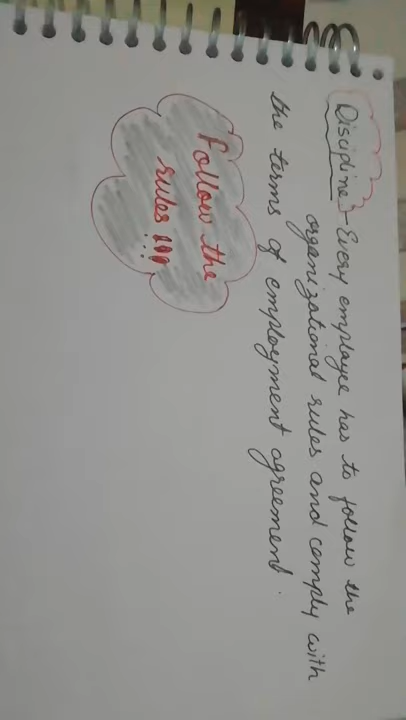 Discipline:- Every employee has to follow the
organizational rules and comply with
the terms of employment agreement.
Follow the
rules !!!